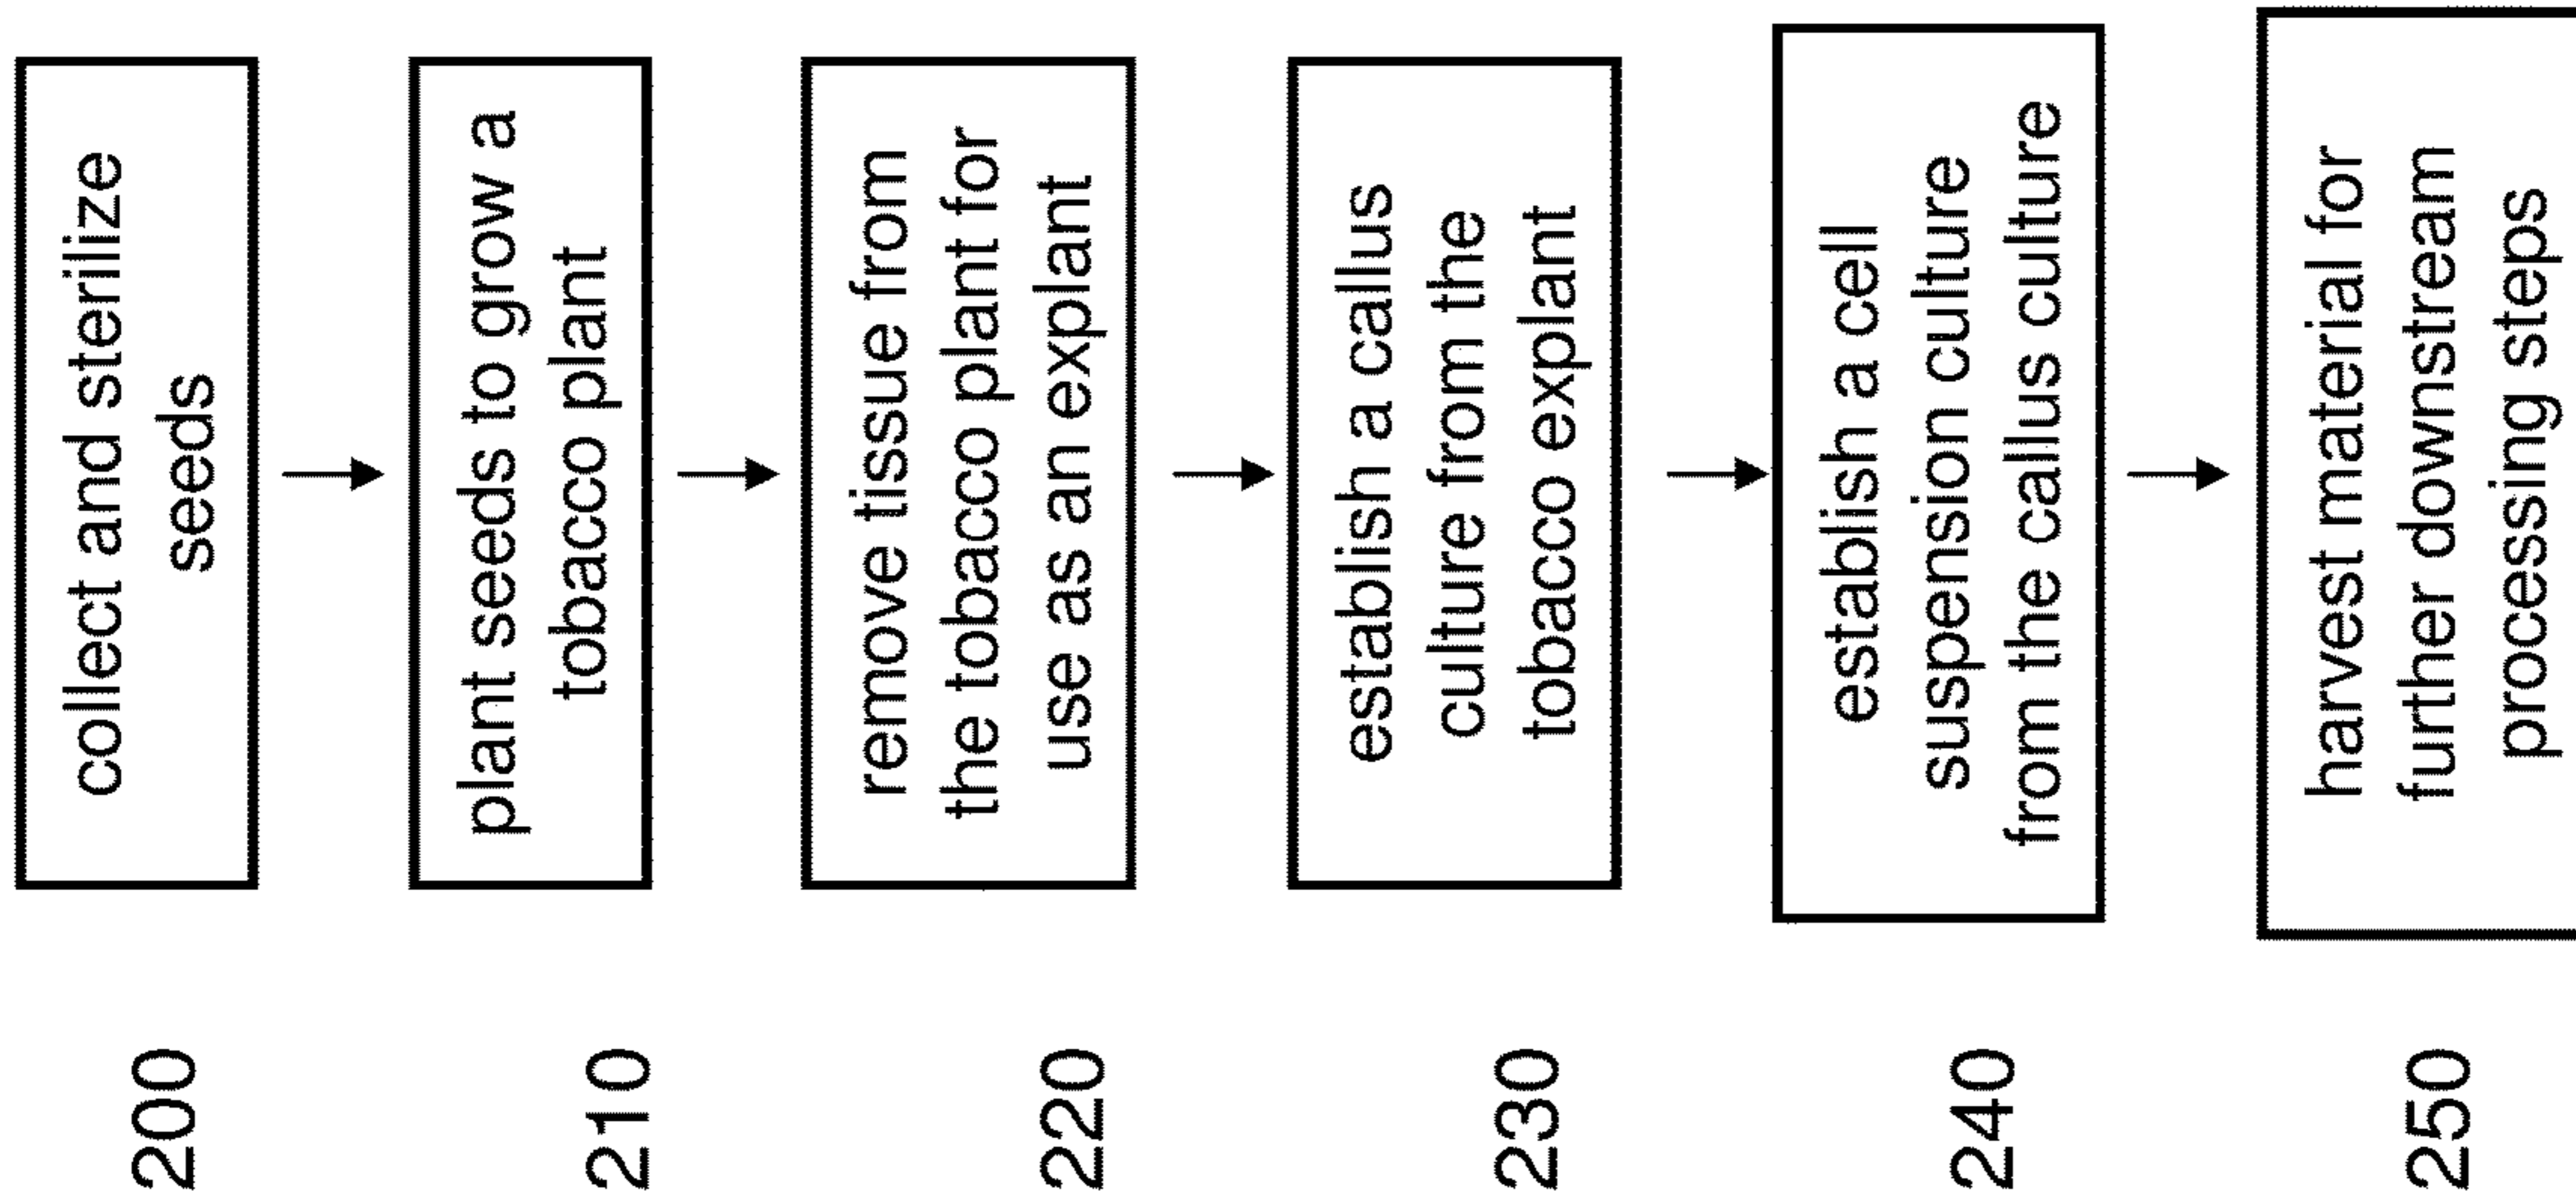 200
collect and sterilize
seeds
210
plant seeds to grow a
tobacco plant
220
remove tissue from
the tobacco plant for
use as an explant
230
establish a callus
culture from the
tobacco explant
240
establish a cell
suspension culture
from the callus culture
250
harvest material for
further downstream
processing steps